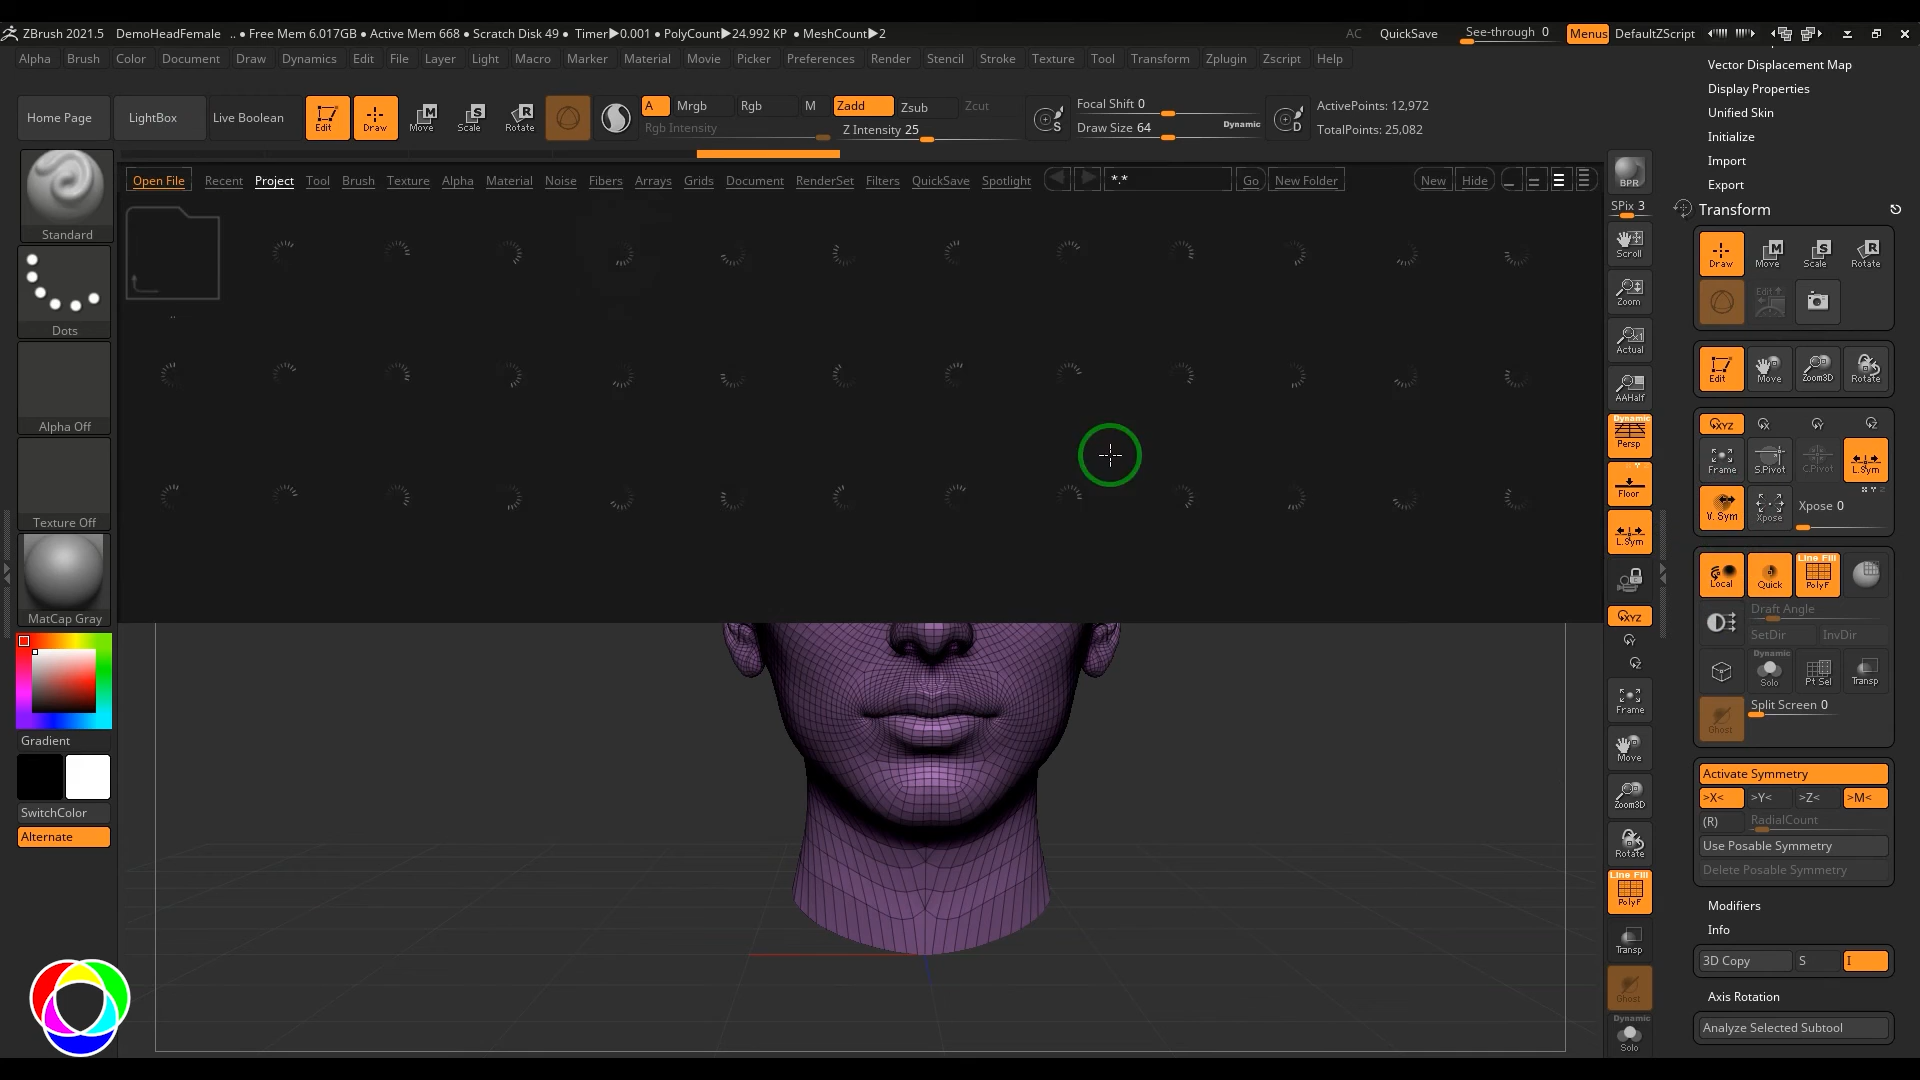 ZBrush 2021.5 DemoHeadFemale .. ● Free Mem 6.017GB ● Active Mem 668 ● Scratch Disk 49 ● Timer▶0.001 ● PolyCount▶24.992 KP ● MeshCount▶2 AC QuickSave See-through 0 Menus DefaultZScript
Alpha Brush Color Document Draw Dynamics Edit File Layer Light Macro Marker Material Movie Picker Preferences Render Stencil Stroke Texture Tool Transform Zplugin Zscript Help
Home Page LightBox Live Boolean Edit Draw Move Scale Rotate A Mrgb Rgb M Zadd Zsub Zcut
Rgb Intensity Z Intensity 25
S Focal Shift 0
Draw Size 64 Dynamic D
ActivePoints: 12,972
TotalPoints: 25,082
Open File Recent Project Tool Brush Texture Alpha Material Noise Fibers Arrays Grids Document RenderSet Filters QuickSave Spotlight *.* Go New Folder New Hide
..
Standard
Dots
Alpha Off
Texture Off
MatCap Gray
Gradient
SwitchColor
Alternate
BPR
SPix 3
Scroll
Zoom
Actual
AAHalf
Dynamic
Persp
Floor
L.Sym
XYZ
Y
Z
Frame
Move
Zoom3D
Rotate
Line Fill
PolyF
Transp
Ghost
Dynamic
Solo
Vector Displacement Map
Display Properties
Unified Skin
Initialize
Import
Export
Transform
Draw Move Scale Rotate
Edit
Edit Move Zoom3D Rotate
XYZ X Y Z
Frame S.Pivot C.Pivot L.Sym
V. Sym Xpose Xpose 0
Local Quick Line Fill PolyF
Draft Angle
SetDir InvDir
Dynamic
Solo Pt Sel Transp
Ghost Split Screen 0
Activate Symmetry
>X< >Y< >Z< >M<
(R) RadialCount
Use Posable Symmetry
Delete Posable Symmetry
Modifiers
Info
3D Copy S I
Axis Rotation
Analyze Selected Subtool